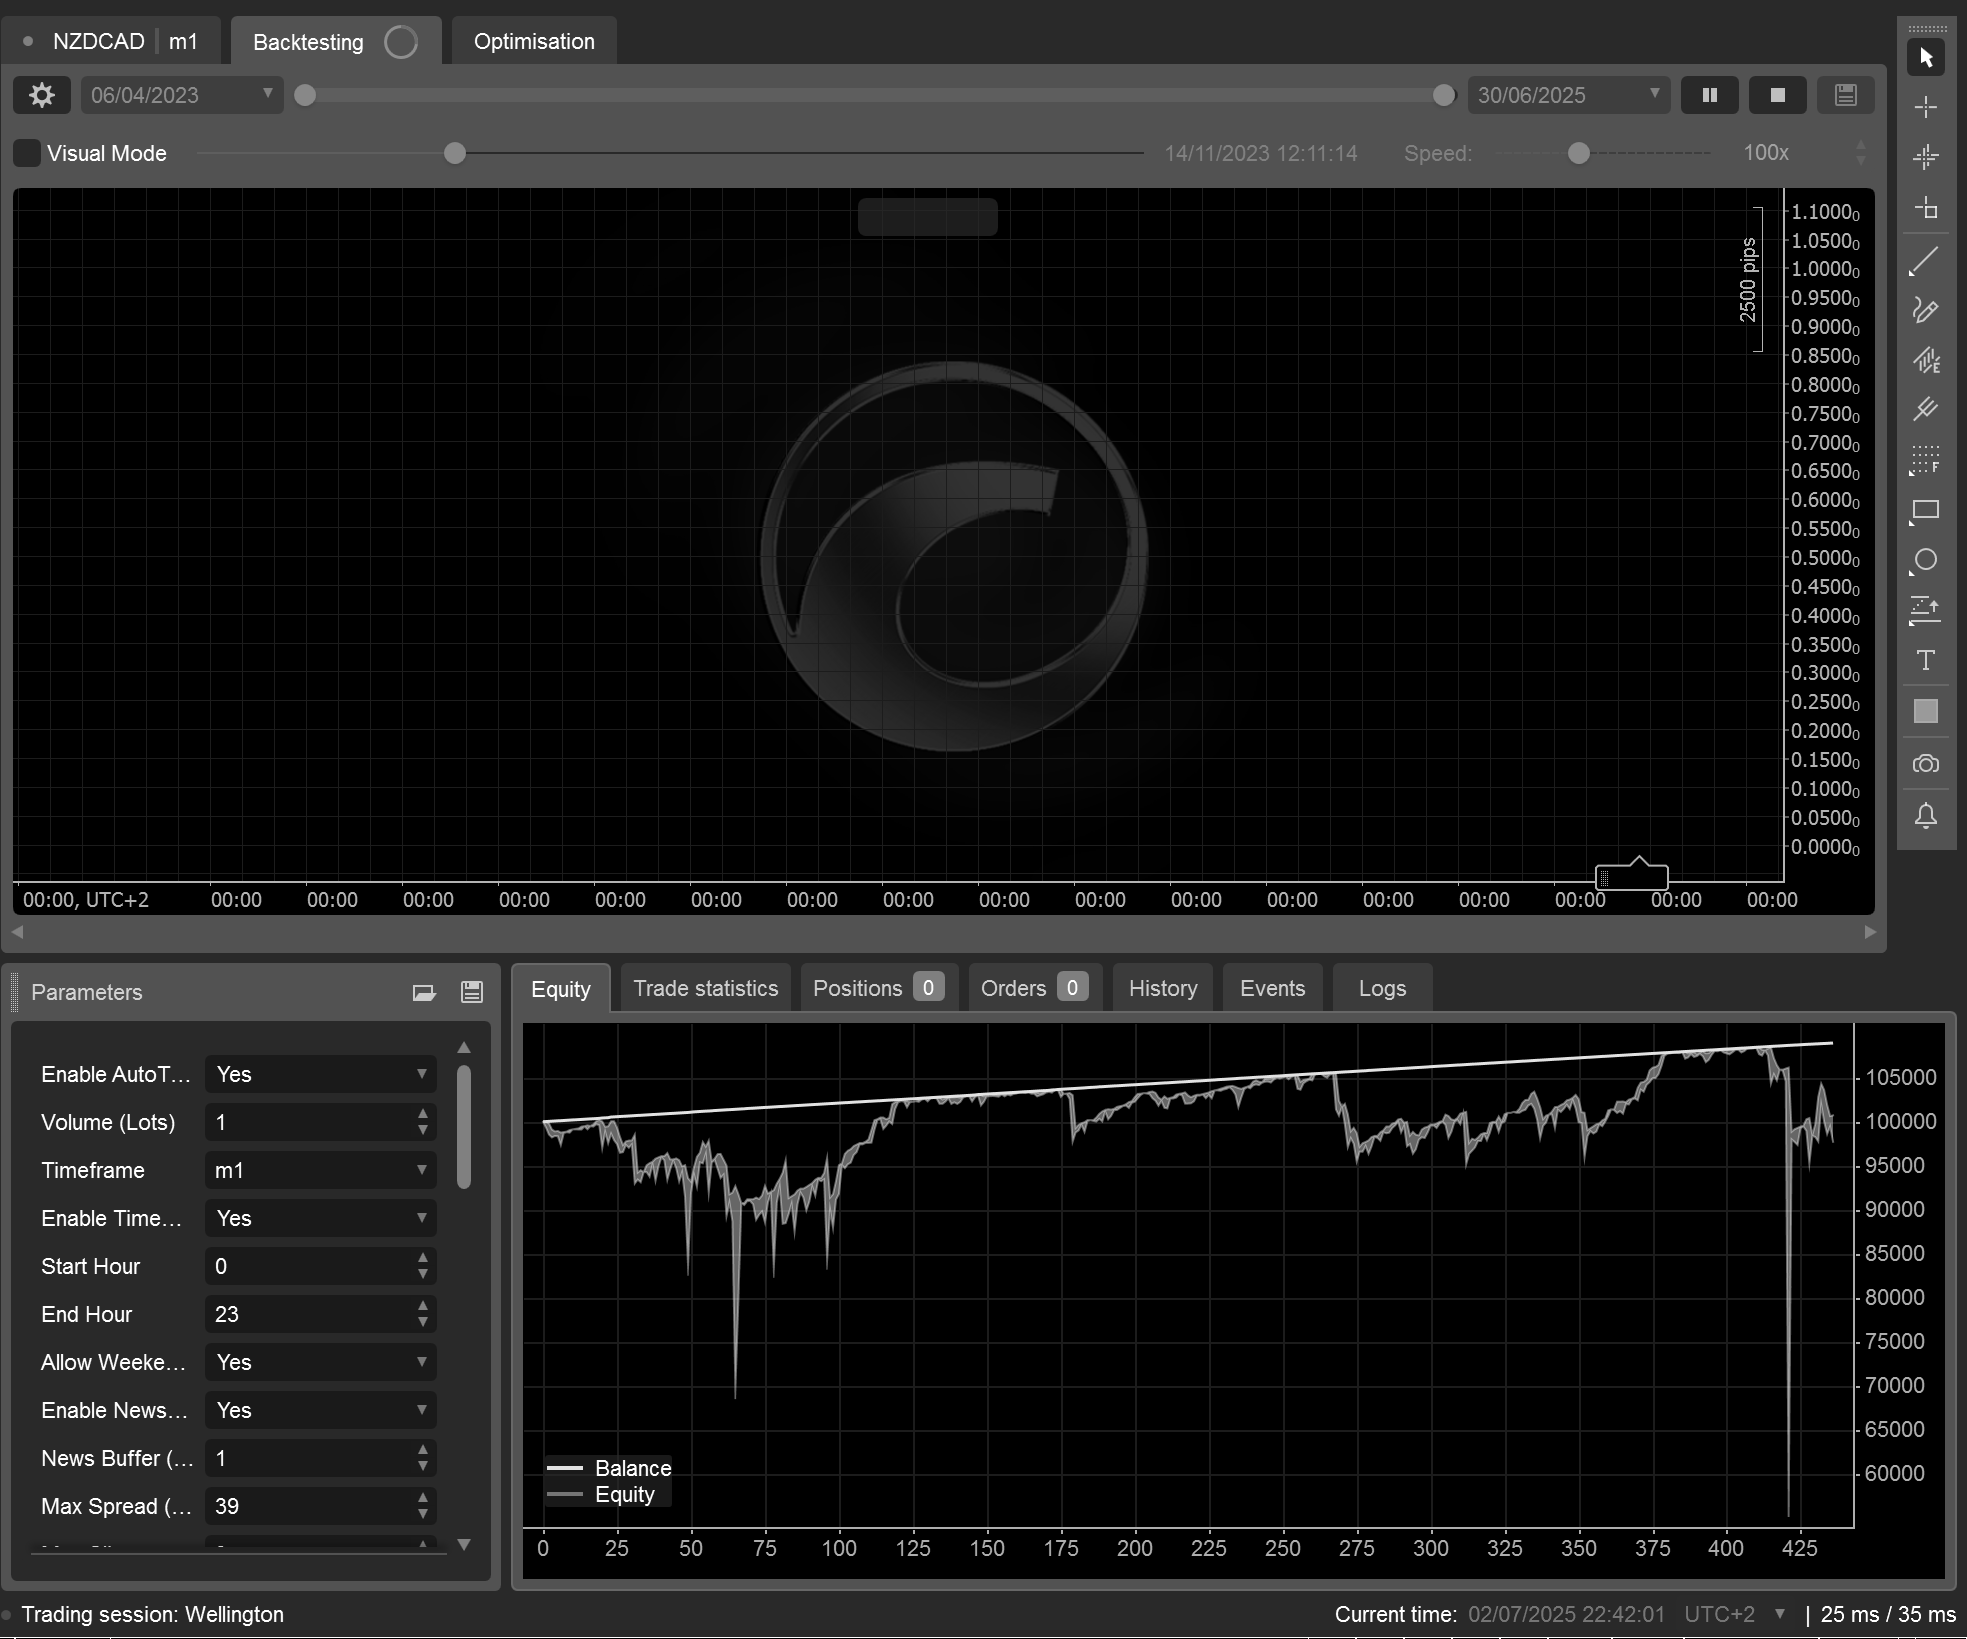 NZDCAD m1 Backtesting Optimisation
06/04/2023 30/06/2025
Visual Mode 14/11/2023 12:11:14 Speed: 100x
2500 pips
1.10000
1.05000
1.00000
0.95000
0.90000
0.85000
0.80000
0.75000
0.70000
0.65000
0.60000
0.55000
0.50000
0.45000
0.40000
0.35000
0.30000
0.25000
0.20000
0.15000
0.10000
0.05000
0.00000
00:00, UTC+2 00:00 00:00 00:00 00:00 00:00 00:00 00:00 00:00 00:00 00:00 00:00 00:00 00:00 00:00 00:00 00:00 00:00
E
F
T
Parameters
Enable AutoT... Yes
Volume (Lots) 1
Timeframe m1
Enable Time... Yes
Start Hour 0
End Hour 23
Allow Weeke... Yes
Enable News... Yes
News Buffer (... 1
Max Spread (... 39
Equity Trade statistics Positions 0 Orders 0 History Events Logs
105000
100000
95000
90000
85000
80000
75000
70000
65000
60000
Balance
Equity
0 25 50 75 100 125 150 175 200 225 250 275 300 325 350 375 400 425
Trading session: Wellington Current time: 02/07/2025 22:42:01 UTC+2 | 25 ms / 35 ms